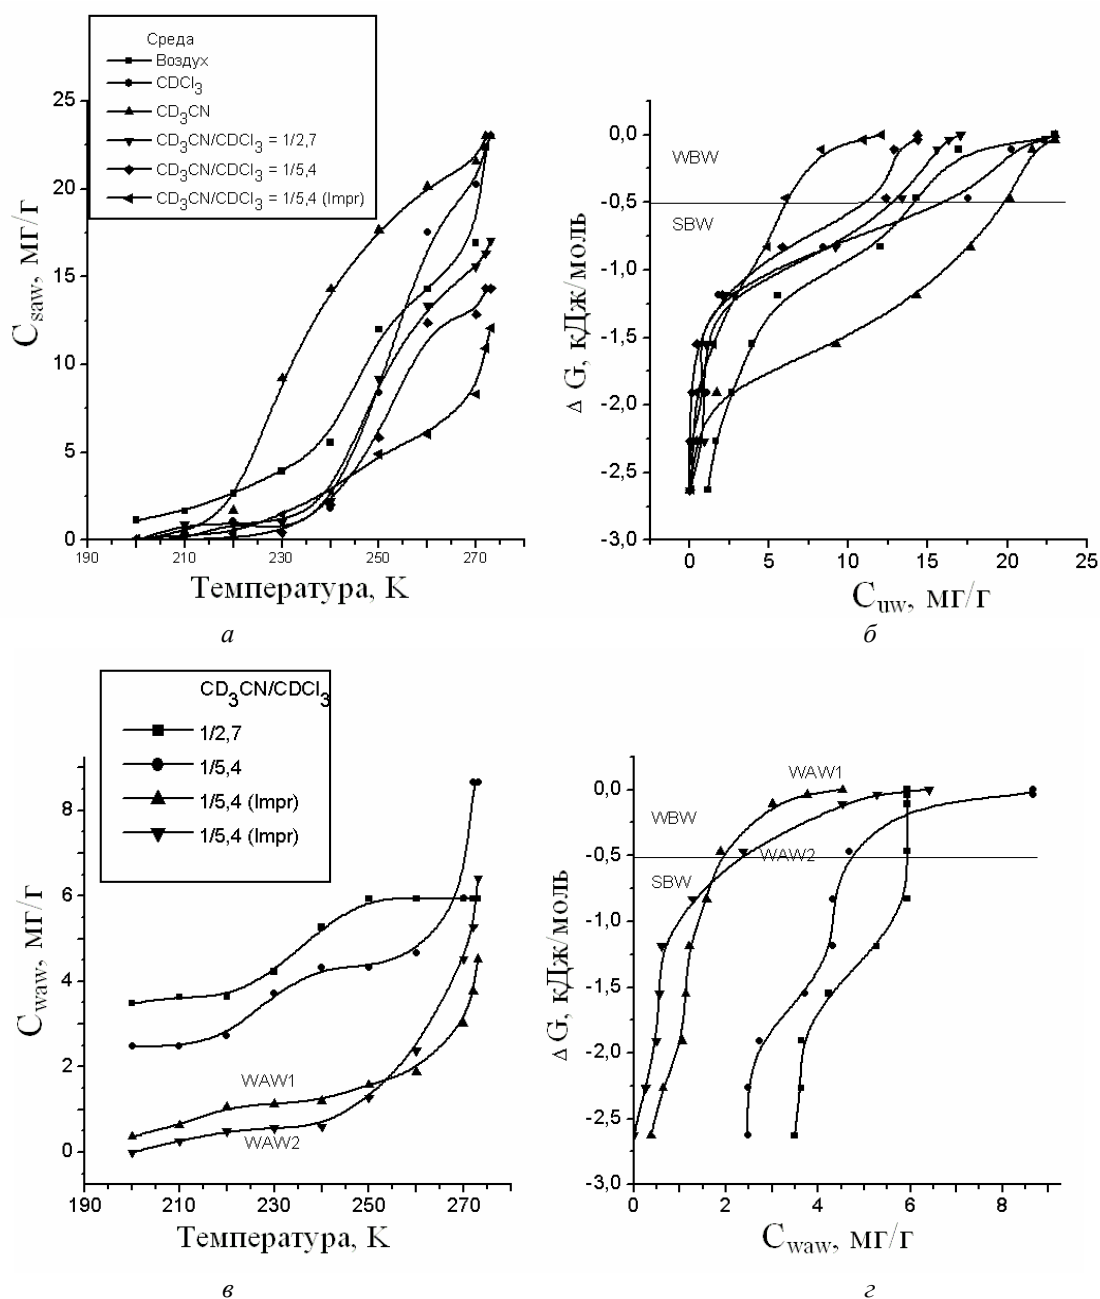 Среда
Воздух
CDCl3
CD3CN
CD3CN/CDCl3 = 1/2,7
CD3CN/CDCl3 = 1/5,4
CD3CN/CDCl3 = 1/5,4 (Impr)
Csaw, мг/г
25
20
15
10
5
0
190 210 230 250 270
Температура, К
а
Δ G, кДж/моль
0,0
-0,5
-1,0
-1,5
-2,0
-2,5
-3,0
WBW
SBW
0 5 10 15 20 25
Cuw, мг/г
б
CD3CN/CDCl3
1/2,7
1/5,4
1/5,4 (Impr)
1/5,4 (Impr)
Cwaw, мг/г
8
6
4
2
0
WAW1
WAW2
190 210 230 250 270
Температура, К
в
Δ G, кДж/моль
0,0
-0,5
-1,0
-1,5
-2,0
-2,5
-3,0
WAW1
WBW
WAW2
SBW
0 2 4 6 8
Cwaw, мг/г
г